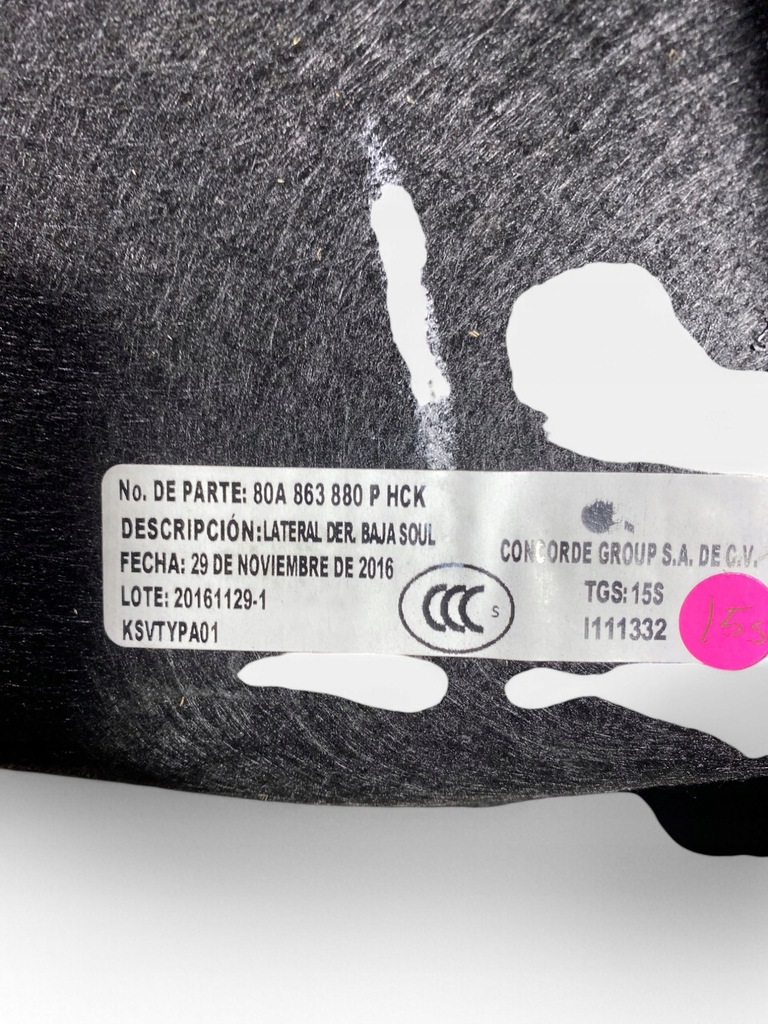 No. DE PARTE: 80A 863 880 P HCK
DESCRIPCIÓN: LATERAL DER. BAJA SOUL
FECHA: 29 DE NOVIEMBRE DE 2016
LOTE: 20161129-1
KSVTYPA01
CCC S
CONCORDE GROUP S.A. DE C.V.
TGS: 15S
I111332
15s